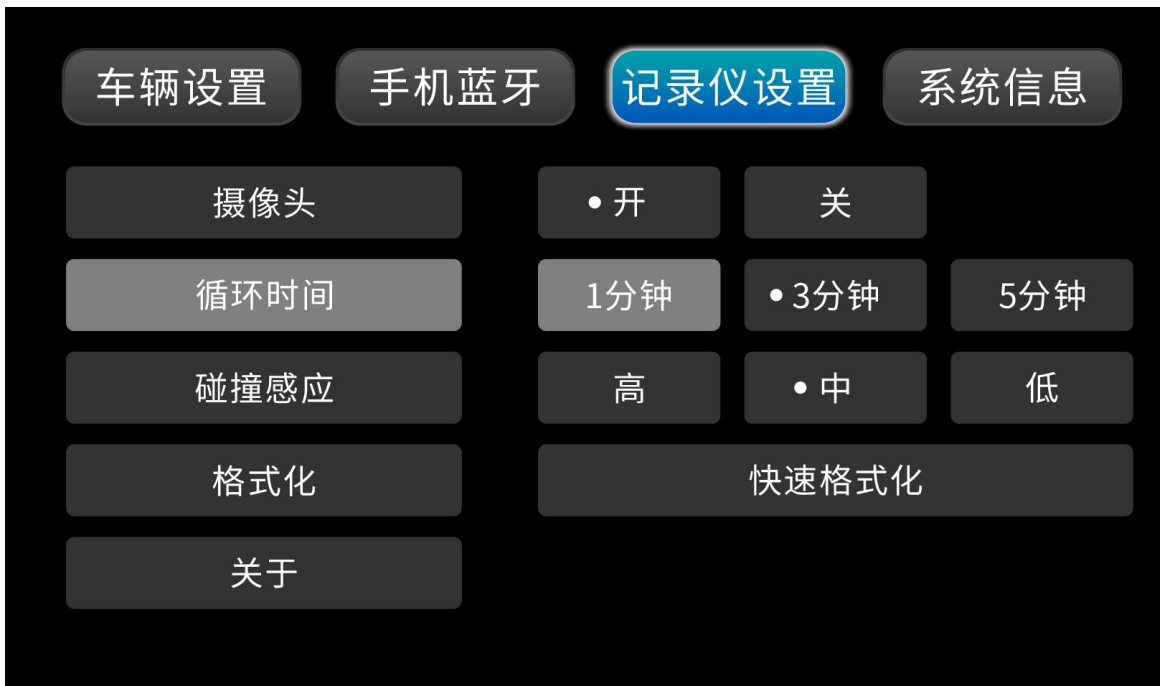 车辆设置 手机蓝牙 记录仪设置 系统信息
摄像头 •开 关
循环时间 1分钟 •3分钟 5分钟
碰撞感应 高 •中 低
格式化 快速格式化
关于